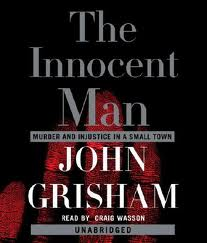 The
Innocent
Man
MURDER AND INJUSTICE IN A SMALL TOWN
JOHN
GRISHAM
READ BY CRAIG WASSON
UNABRIDGED